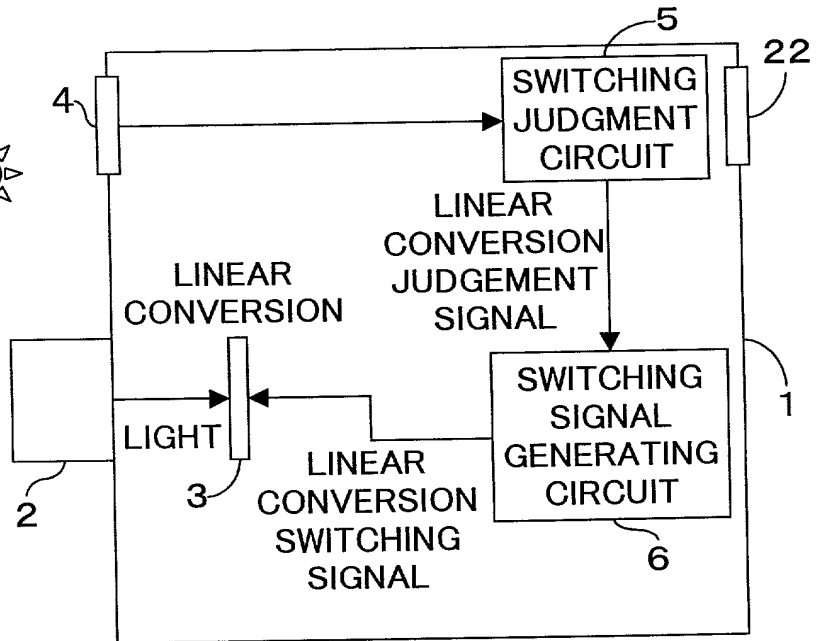 5
22
4
SWITCHING
JUDGMENT
CIRCUIT
LINEAR
CONVERSION
JUDGEMENT
SIGNAL
LINEAR
CONVERSION
SWITCHING
SIGNAL
GENERATING
CIRCUIT
1
LIGHT
2
3
LINEAR
CONVERSION
SWITCHING
SIGNAL
6